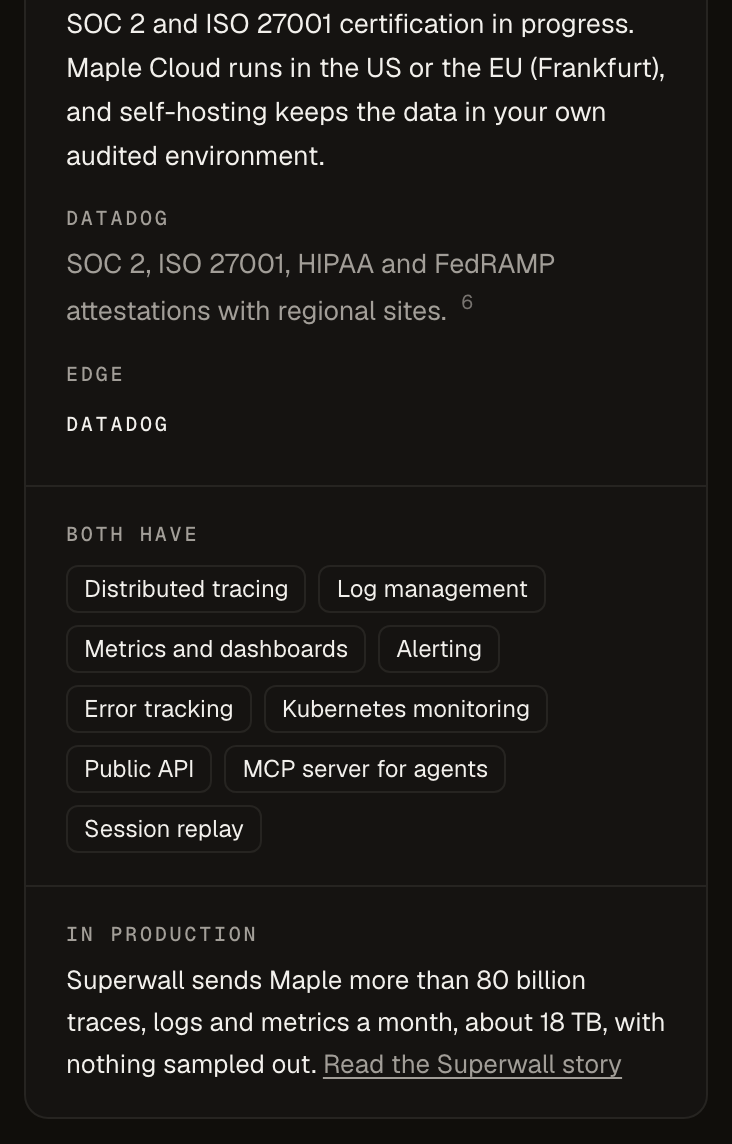 SOC 2 and ISO 27001 certification in progress.
Maple Cloud runs in the US or the EU (Frankfurt),
and self-hosting keeps the data in your own
audited environment.
DATADOG
SOC 2, ISO 27001, HIPAA and FedRAMP
attestations with regional sites. 6
EDGE
DATADOG
BOTH HAVE
Distributed tracing Log management
Metrics and dashboards Alerting
Error tracking Kubernetes monitoring
Public API MCP server for agents
Session replay
IN PRODUCTION
Superwall sends Maple more than 80 billion
traces, logs and metrics a month, about 18 TB, with
nothing sampled out. Read the Superwall story